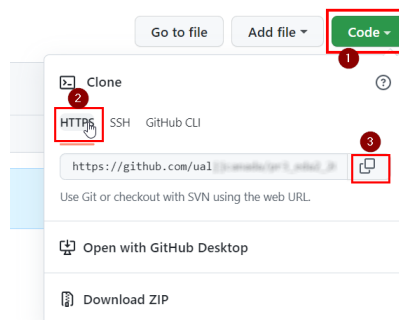 Go to file Add file Code
1
Clone
2
HTTPS SSH GitHub CLI
3
https://github.com/ual
Use Git or checkout with SVN using the web URL.
Open with GitHub Desktop
Download ZIP